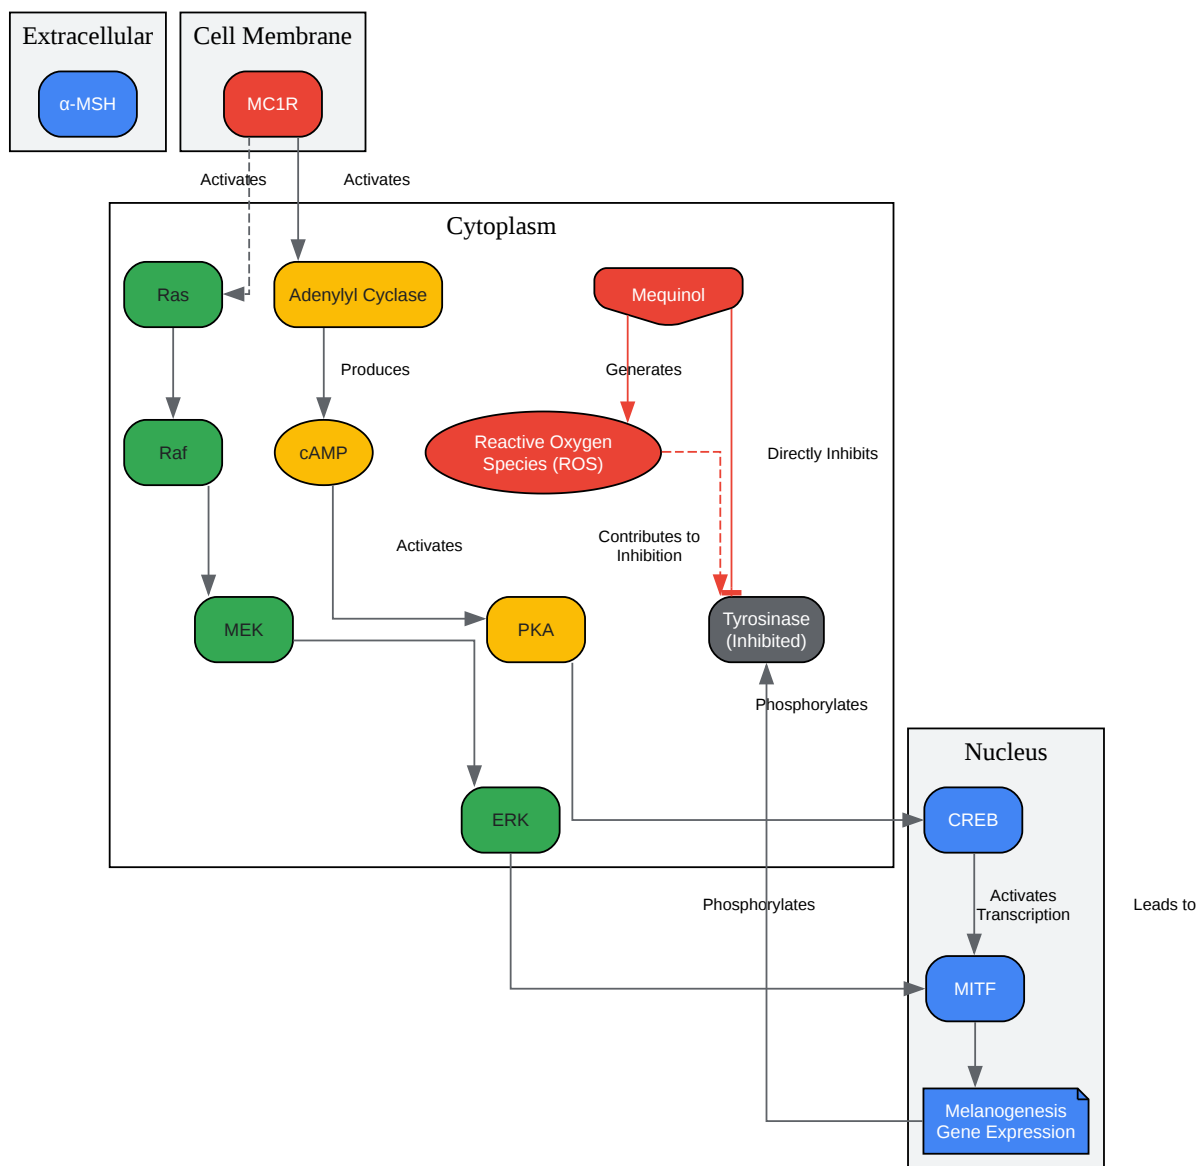 Extracellular
Cell Membrane
α-MSH
MC1R
Activates
Activates
Cytoplasm
Ras
Adenylyl Cyclase
Mequinol
Produces
Generates
Raf
cAMP
Reactive Oxygen
Species (ROS)
Directly Inhibits
Activates
Contributes to
Inhibition
MEK
PKA
Tyrosinase
(Inhibited)
Phosphorylates
Nucleus
ERK
CREB
Phosphorylates
Activates
Transcription
Leads to
MITF
Melanogenesis
Gene Expression